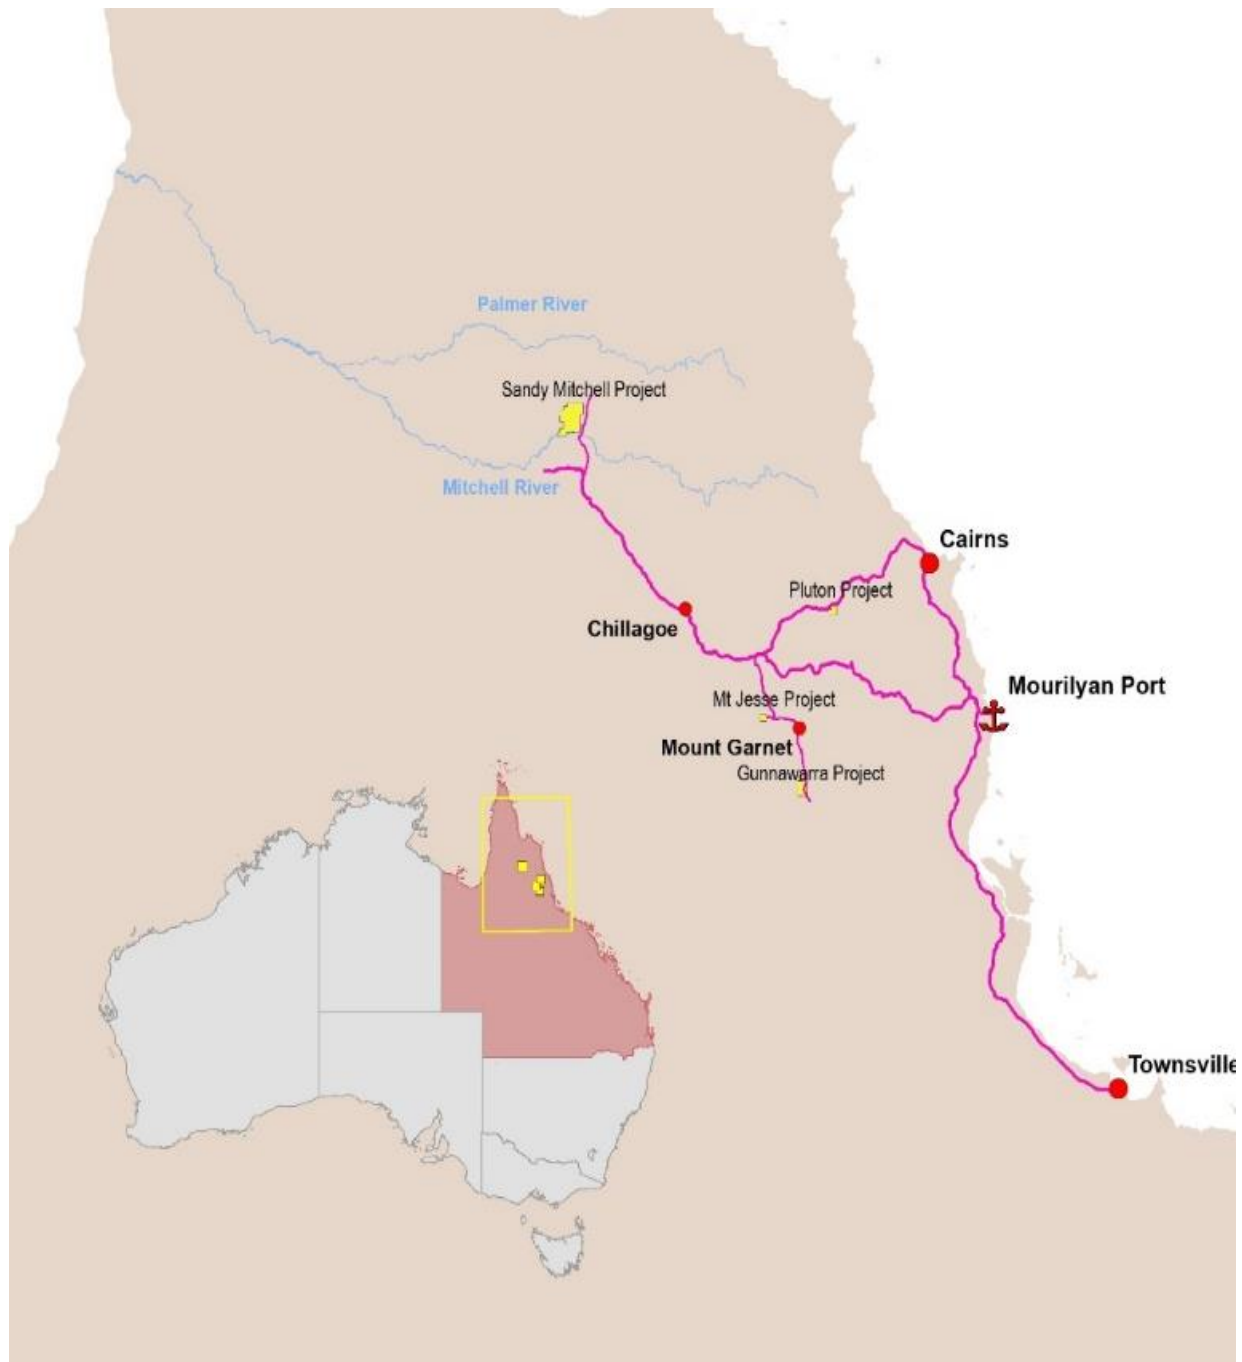 Palmer River
Sandy Mitchell Project
Mitchell River
Cairns
Pluton Project
Chillagoe
Mourilyan Port
Mt Jesse Project
Mount Garnet
Gunnawarra Project
Townsville